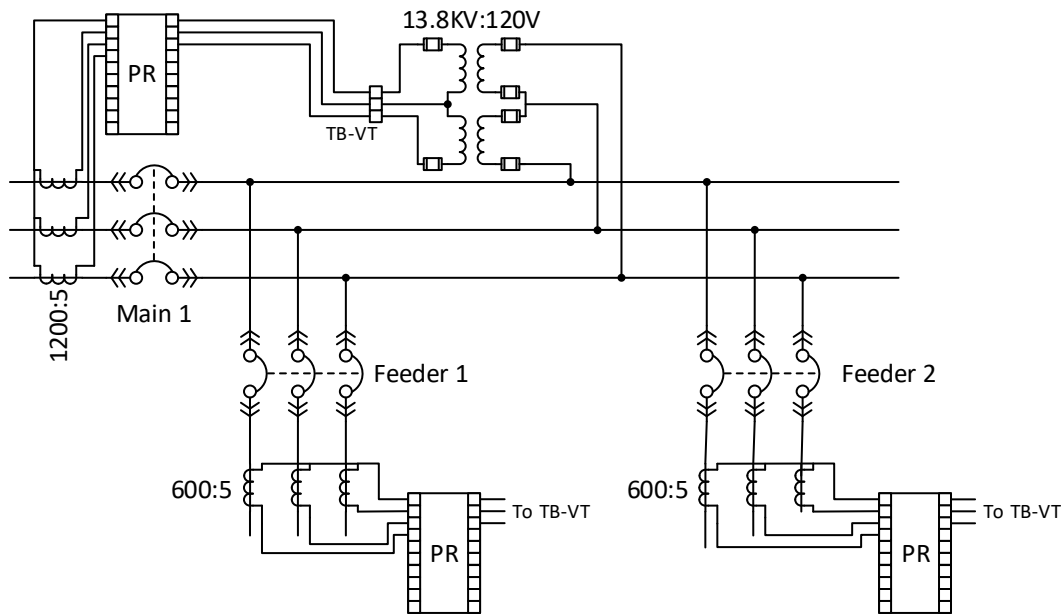 13.8KV:120V
PR
TB-VT
1200:5
Main 1
Feeder 1
Feeder 2
600:5
600:5
To TB-VT
To TB-VT
PR
PR